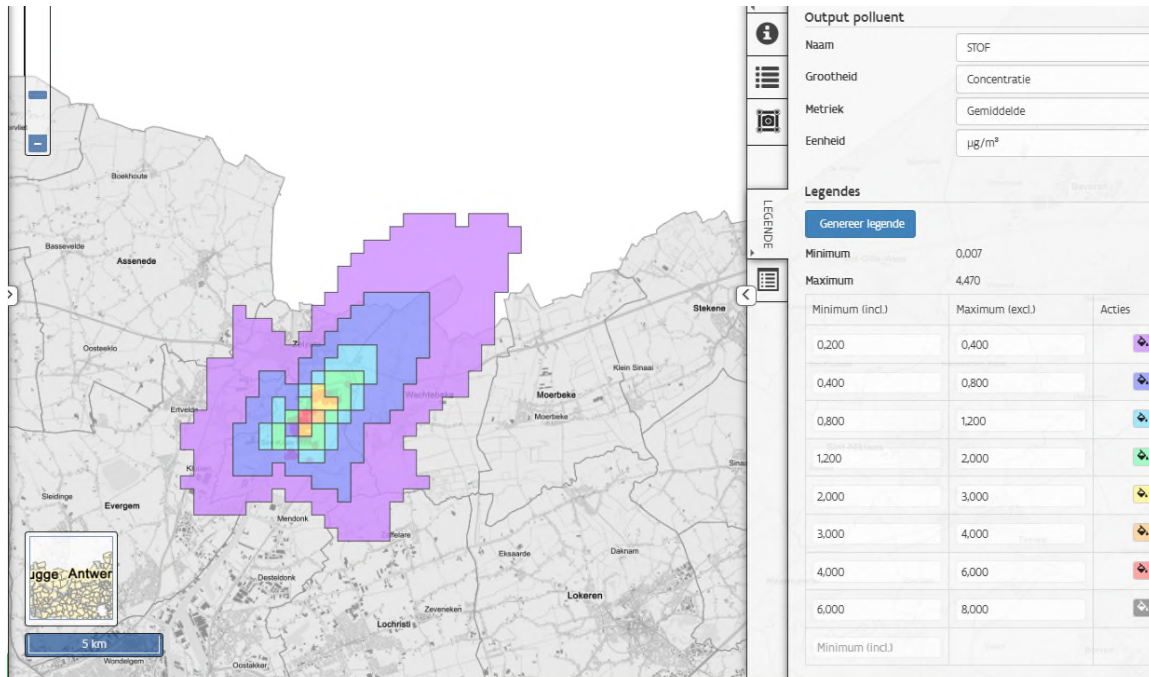 Output polluent
Naam
STOF
Grootheid
Concentratie
Metriek
Gemiddelde
Eenheid
µg/m³
Legendes
Genereer legende
Minimum 0,007
Maximum 4,470
Minimum (incl.) Maximum (excl.) Acties
0,200 0,400
0,400 0,800
0,800 1,200
1,200 2,000
2,000 3,000
3,000 4,000
4,000 6,000
6,000 8,000
Minimum (incl.)
LEGENDE
Boekhoute
Bassevelde
Assenede
Oosteeklo
Ertvelde
Sleidinge
Evergem
Mendonk
Desteldonk
Lochristi
Zeveneken
Oostakker
Wondelgem
Wachtebeke
Moerbeke
Moerbeke
Klein Sinaai
Stekene
Eksaarde
Daknam
Lokeren
ugge Antwer
5 km